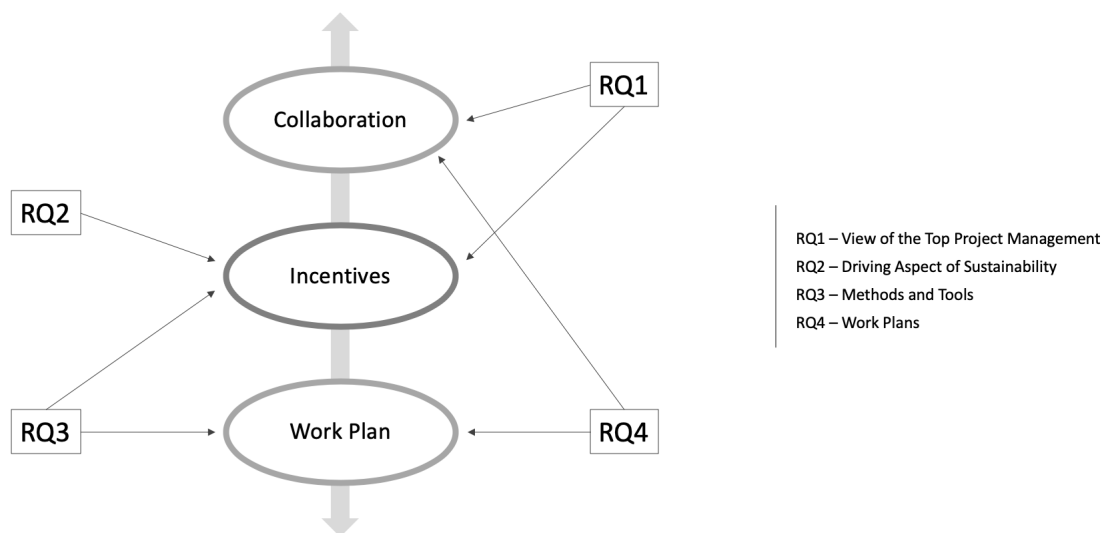 Collaboration
RQ1
RQ2
Incentives
RQ3
Work Plan
RQ4
RQ1 – View of the Top Project Management
RQ2 – Driving Aspect of Sustainability
RQ3 – Methods and Tools
RQ4 – Work Plans